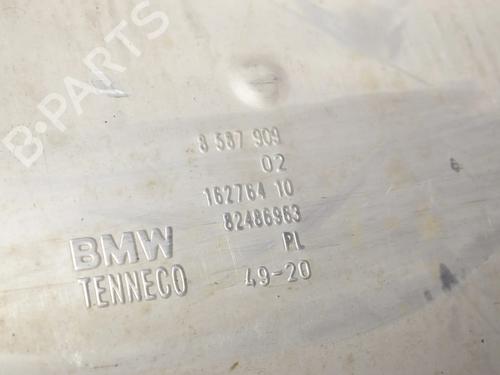 B-PARTS
8 587 909
02
162764 10
82486963
BMW PL
TENNECO 49-20